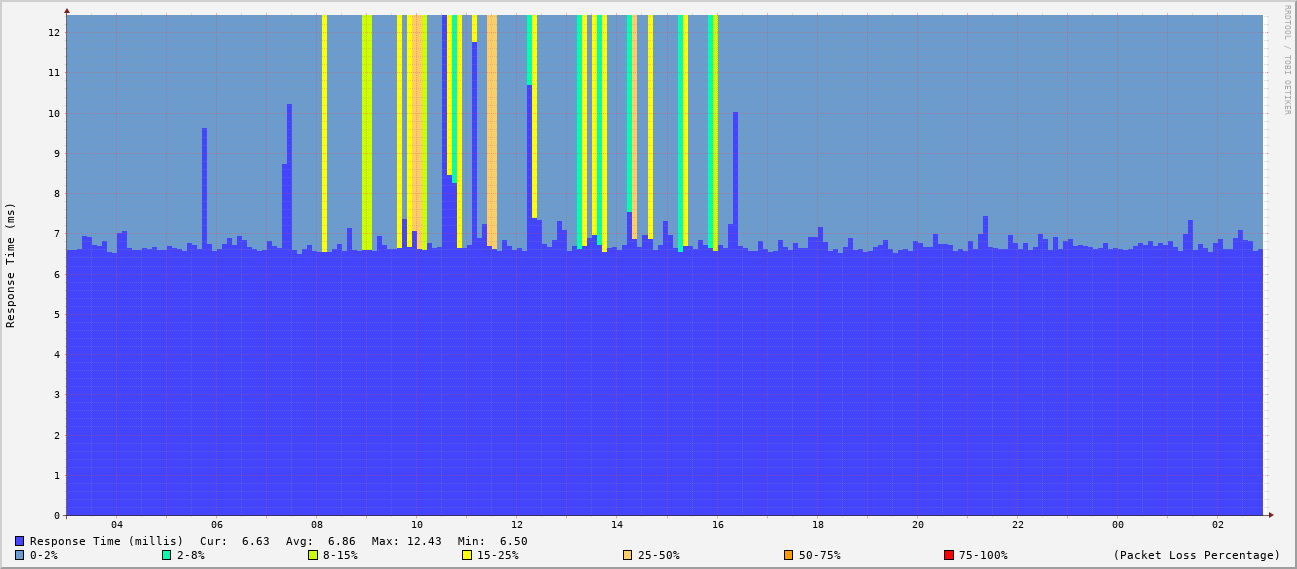 RRDTOOL / TOBI OETIKER
Response Time (ms)
12
11
10
9
8
7
6
5
4
3
2
1
0
04 06 08 10 12 14 16 18 20 22 00 02
Response Time (millis) Cur: 6.63 Avg: 6.86 Max: 12.43 Min: 6.50
0-2% 2-8% 8-15% 15-25% 25-50% 50-75% 75-100% (Packet Loss Percentage)